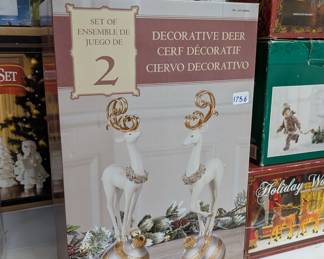 SET OF
ENSEMBLE DE
JUEGO DE
2
DECORATIVE DEER
CERF DÉCORATIF
CIERVO DECORATIVO
1756
SET
Holiday